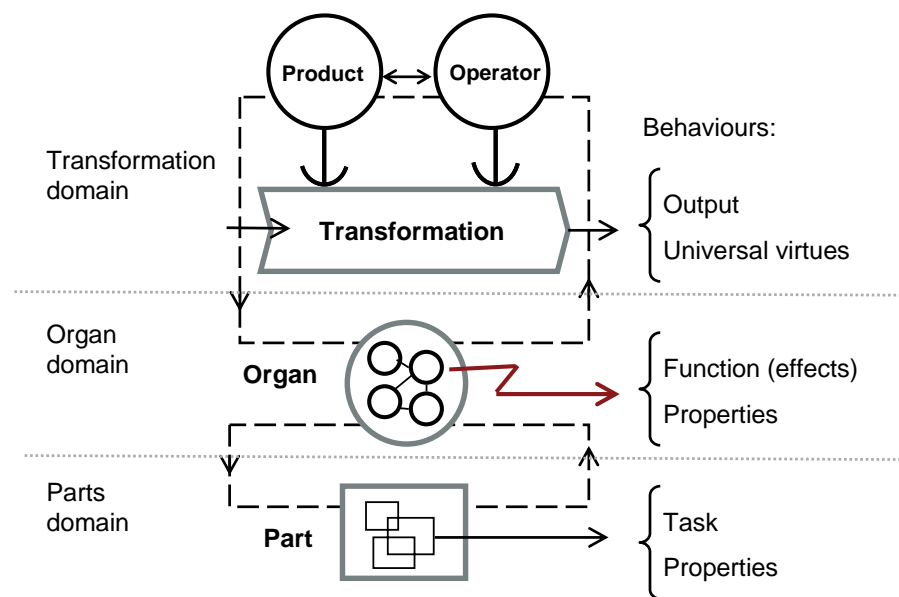 Product
Operator
Behaviours:
Transformation
domain
Output
Transformation
Universal virtues
Organ
domain
Organ
Function (effects)
Properties
Parts
domain
Task
Part
Properties